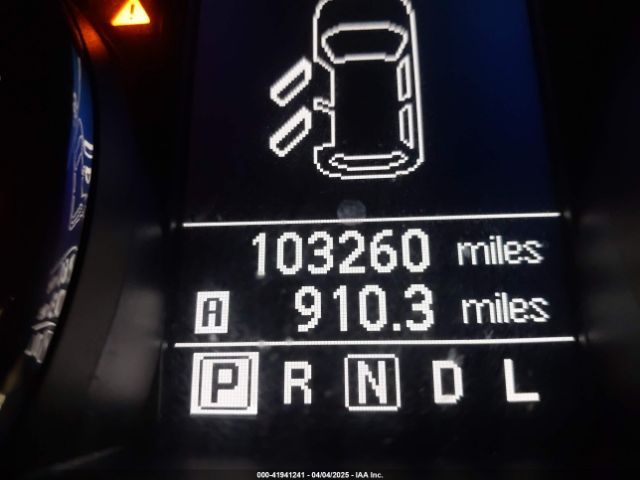 103260 miles
A 910.3 miles
P R N D L
000-41941241 - 04/04/2025 - IAA Inc.